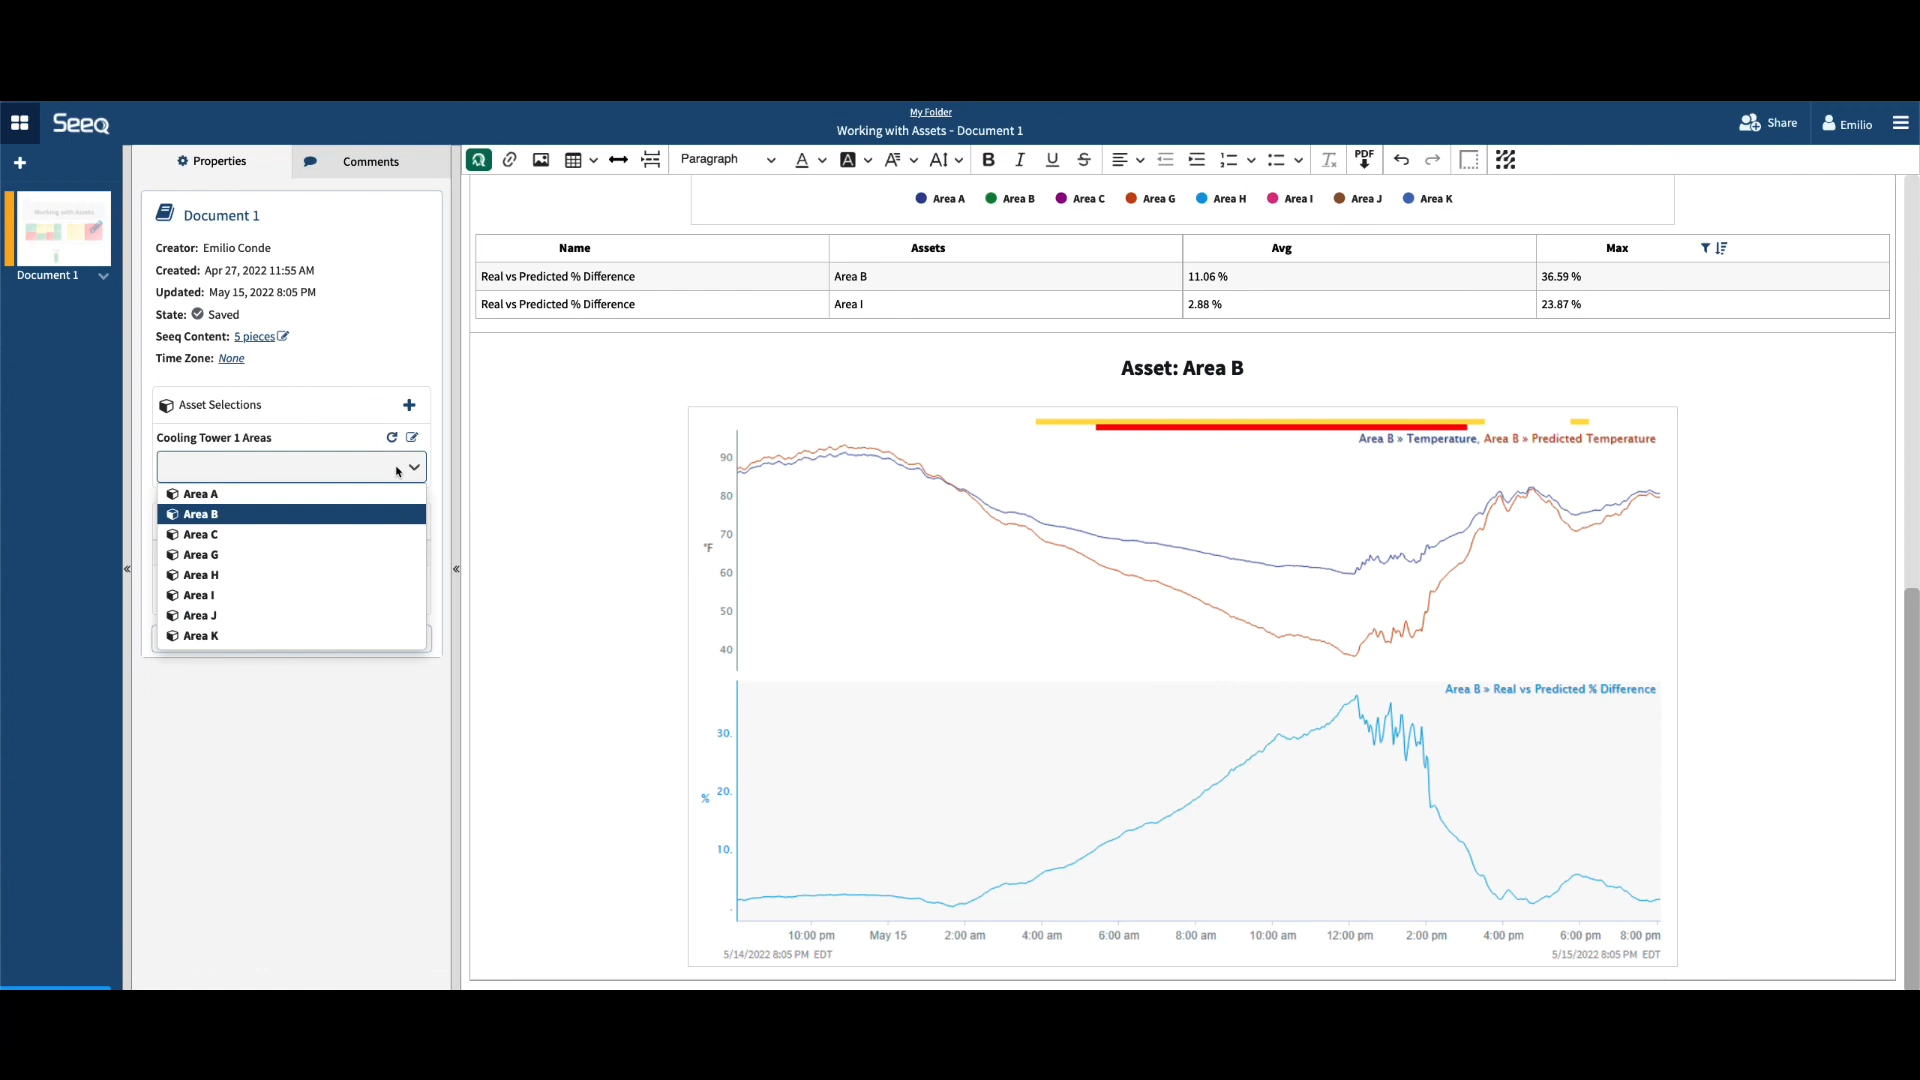 My Folder
Seeq
Working with Assets - Document 1
Share
Emilio
Properties
Comments
Paragraph
PDF
Working with Assets
Document 1
Document 1
Creator: Emilio Conde
Created: Apr 27, 2022 11:55 AM
Updated: May 15, 2022 8:05 PM
State: Saved
Seeq Content: 5 pieces
Time Zone: None
Asset Selections
Cooling Tower 1 Areas
Area A
Area B
Area C
Area G
Area H
Area I
Area J
Area K
Area A Area B Area C Area G Area H Area I Area J Area K
Name Assets Avg Max
Real vs Predicted % Difference Area B 11.06 % 36.59 %
Real vs Predicted % Difference Area I 2.88 % 23.87 %
Asset: Area B
Area B » Temperature, Area B » Predicted Temperature
90
80
70
°F
60
50
40
Area B » Real vs Predicted % Difference
30.
20.
%
10.
10:00 pm May 15 2:00 am 4:00 am 6:00 am 8:00 am 10:00 am 12:00 pm 2:00 pm 4:00 pm 6:00 pm 8:00 pm
5/14/2022 8:05 PM EDT 5/15/2022 8:05 PM EDT